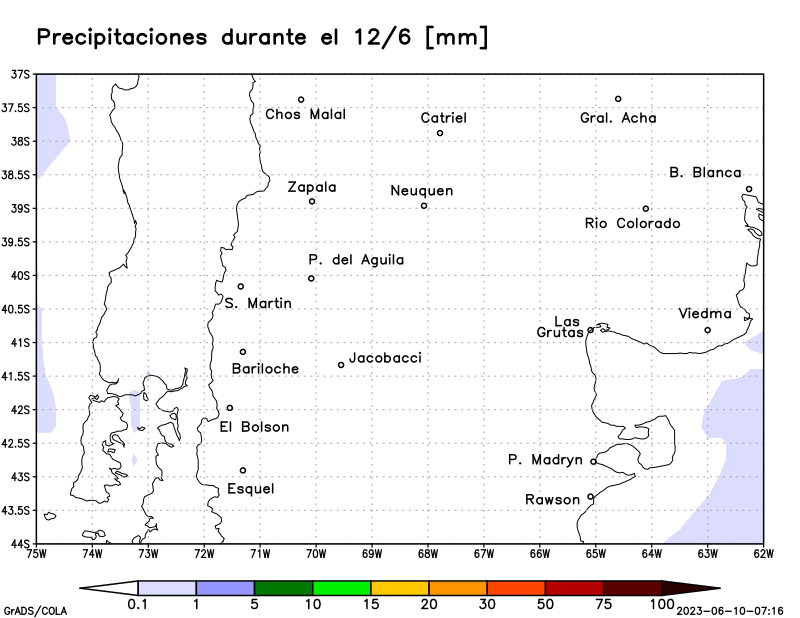 Precipitaciones durante el 12/6 [mm]
37S
37.5S
38S
38.5S
39S
39.5S
40S
40.5S
41S
41.5S
42S
42.5S
43S
43.5S
44S
Chos Malal
Catriel
Gral. Acha
B. Blanca
Zapala
Neuquen
Rio Colorado
P. del Aguila
S. Martin
Las
Grutas
Viedma
Jacobacci
Bariloche
El Bolson
P. Madryn
Esquel
Rawson
75W 74W 73W 72W 71W 70W 69W 68W 67W 66W 65W 64W 63W 62W
0.1 1 5 10 15 20 30 50 75 100
GrADS/COLA
2023-06-10-07:16